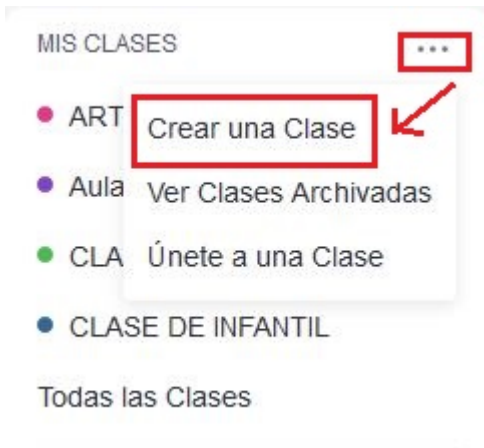 MIS CLASES ...
ART
Crear una Clase
Aula
Ver Clases Archivadas
CLA
Únete a una Clase
CLASE DE INFANTIL
Todas las Clases